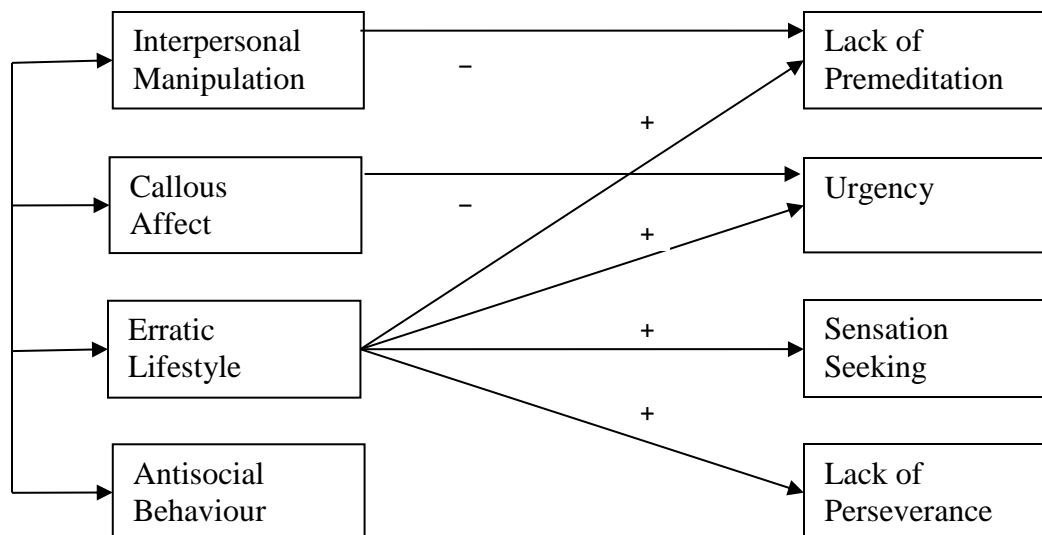 Interpersonal
Manipulation
Lack of
Premeditation
−
+
Callous
Affect
Urgency
−
+
Erratic
Lifestyle
Sensation
Seeking
+
+
Antisocial
Behaviour
Lack of
Perseverance